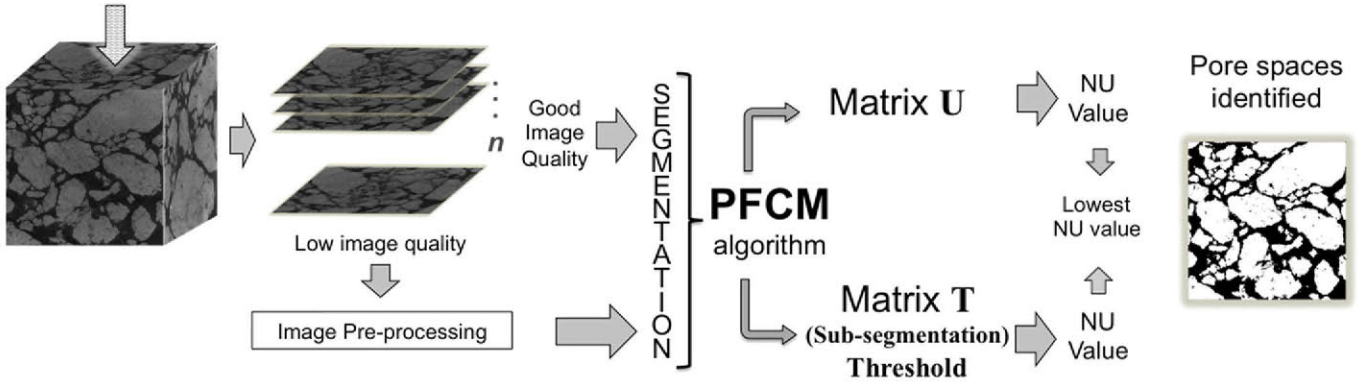 n
Good
Image
Quality
Low image quality
Image Pre-processing
SEGMENTATION
PFCM
algorithm
Matrix U
NU
Value
Lowest
NU value
Matrix T
(Sub-segmentation)
Threshold
NU
Value
Pore spaces
identified